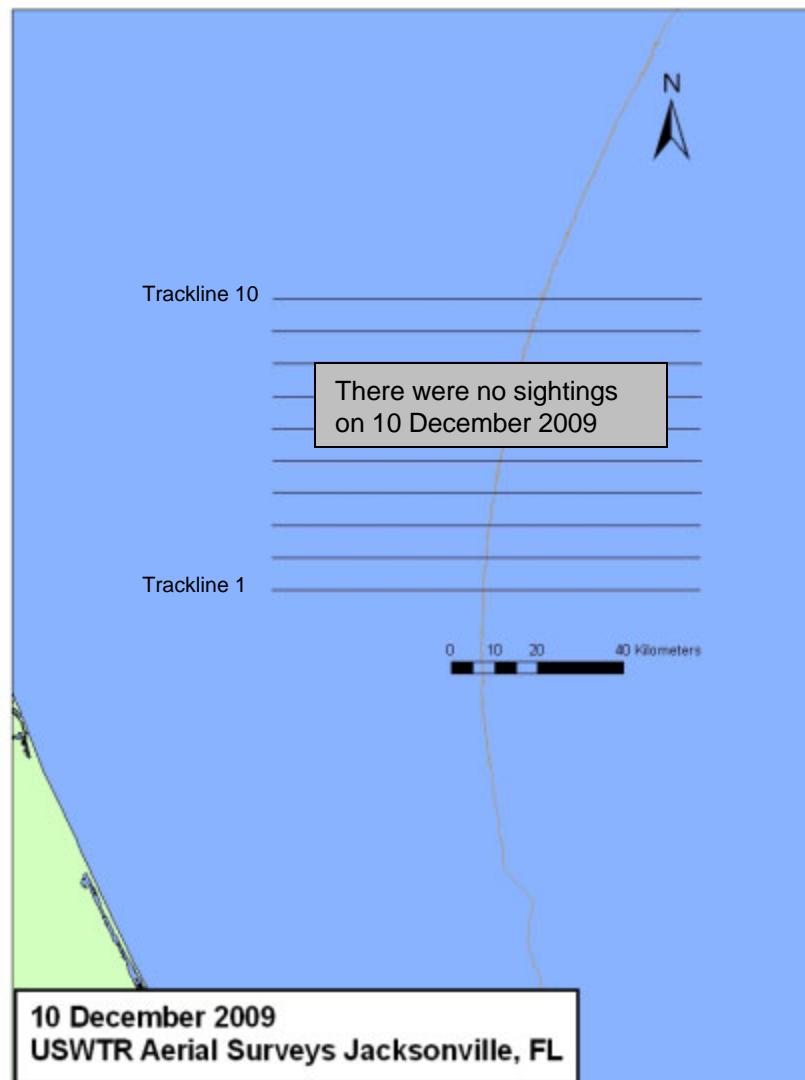 N
Trackline 10
There were no sightings
on 10 December 2009
Trackline 1
0 10 20 40 Kilometers
10 December 2009
USWTR Aerial Surveys Jacksonville, FL